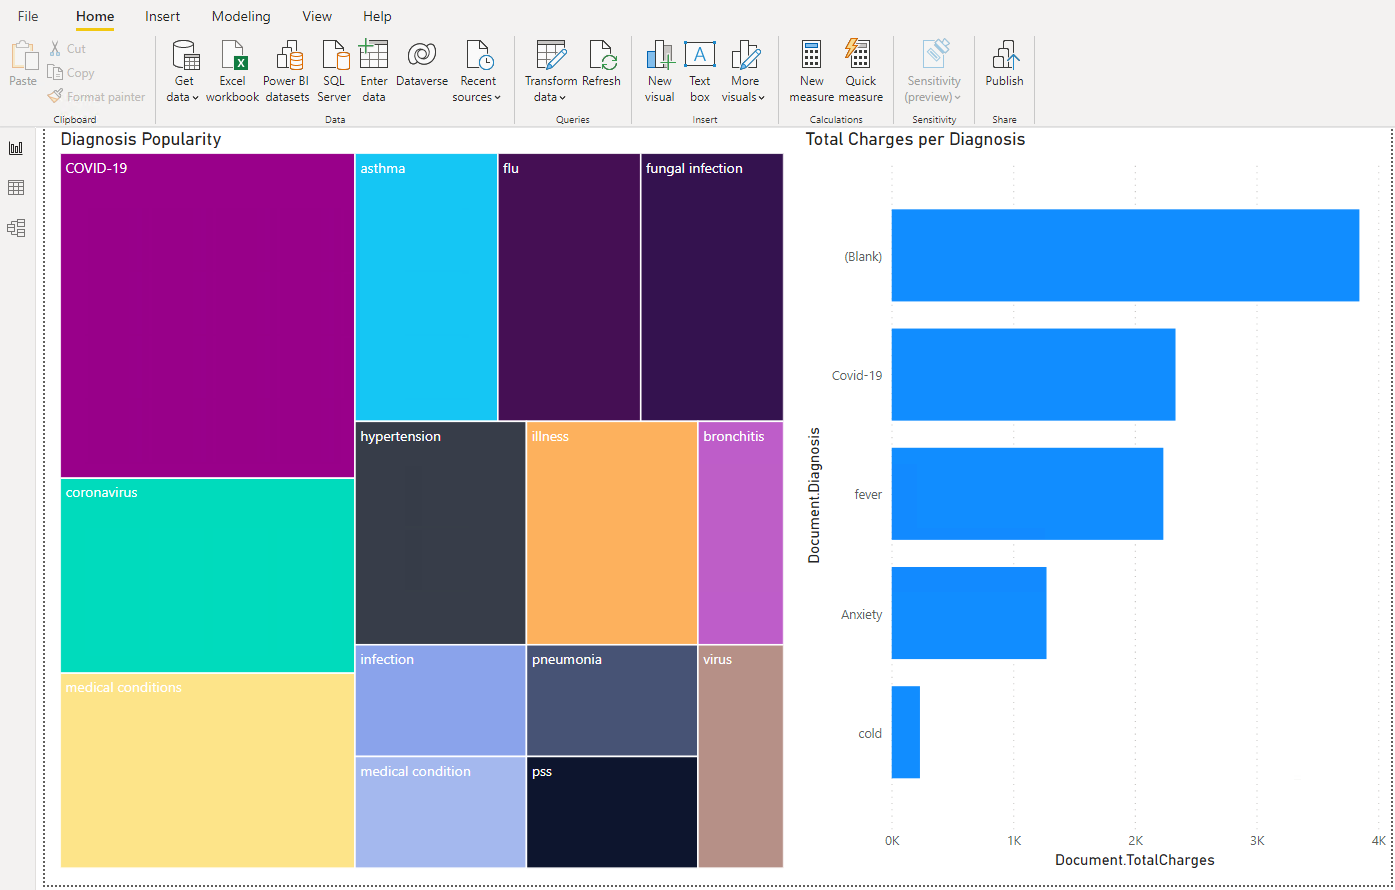 File Home Insert Modeling View Help
Paste
Cut
Copy
Format painter
Clipboard
Get data
Excel workbook
Power BI datasets
SQL Server
Enter data
Dataverse
Recent sources
Data
Transform data
Refresh
Queries
New visual
Text box
More visuals
Insert
New measure
Quick measure
Calculations
Sensitivity (preview)
Sensitivity
Publish
Share
Diagnosis Popularity
COVID-19
asthma
flu
fungal infection
hypertension
illness
bronchitis
coronavirus
infection
pneumonia
virus
medical conditions
medical condition
pss
Total Charges per Diagnosis
Document.Diagnosis
(Blank)
Covid-19
fever
Anxiety
cold
0K 1K 2K 3K 4K
Document.TotalCharges